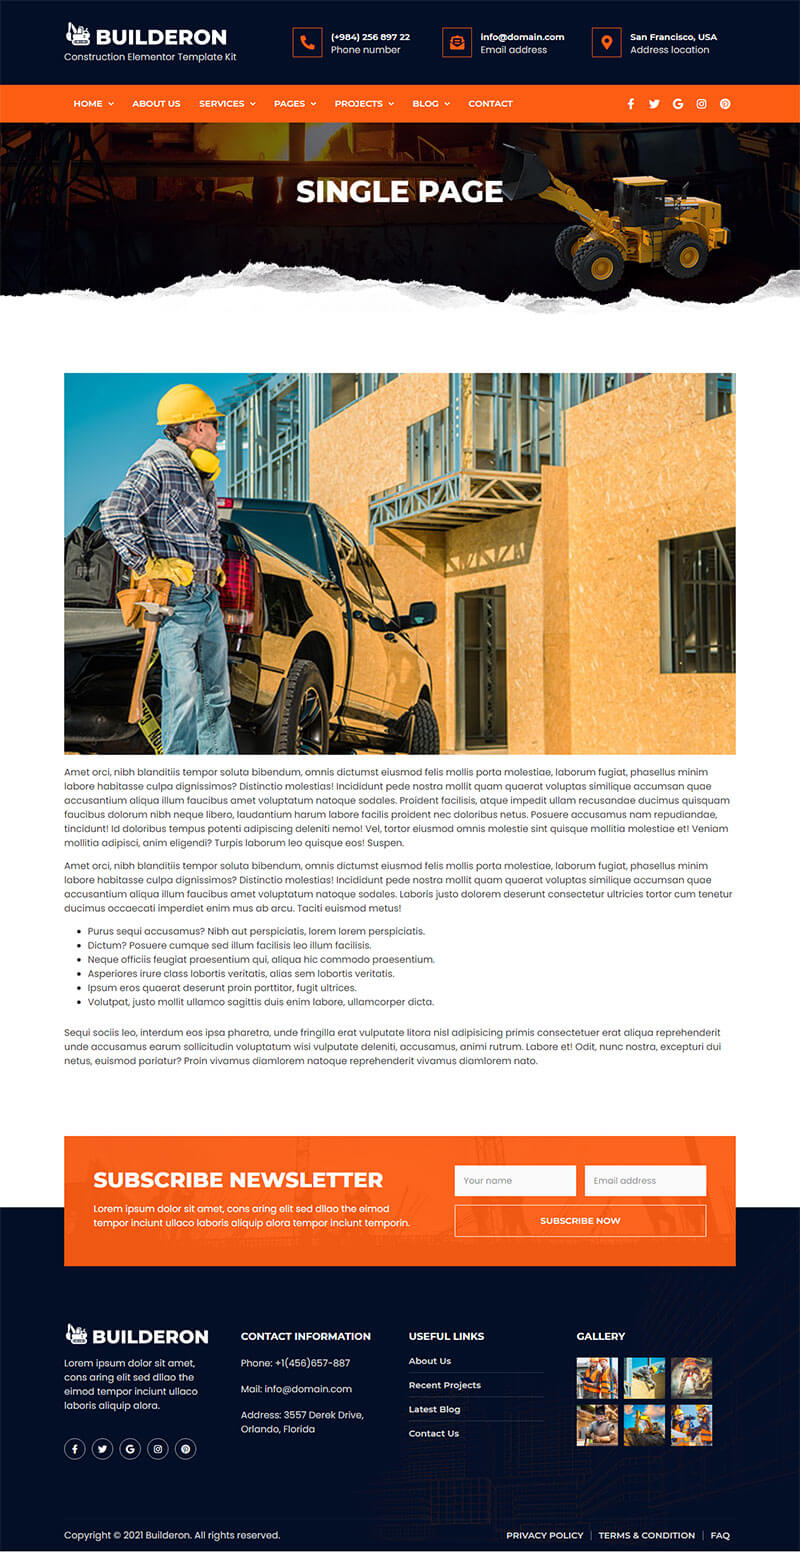 BUILDERON
Construction Elementor Template Kit
(+984) 256 897 22
Phone number
info@domain.com
Email address
San Francisco, USA
Address location
HOME ABOUT US SERVICES PAGES PROJECTS BLOG CONTACT
SINGLE PAGE
Amet orci, nibh blanditiis tempor soluta bibendum, omnis dictumst eiusmod felis mollis porta molestiae, laborum fugiat, phasellus minim
labore habitasse culpa dignissimos? Distinctio molestias! Incididunt pede nostra mollit quam quaerat voluptas similique accumsan quae
accusantium aliqua illum faucibus amet voluptatum natoque sodales. Proident facilisis, atque impedit ullam recusandae ducimus quisquam
faucibus dolorum nibh neque libero, laudantium harum labore facilis proident nec doloribus netus. Posuere accusamus nam repudiandae,
tincidunt! Id doloribus tempus potenti adipiscing deleniti nemo! Vel, tortor eiusmod omnis molestie sint quisque mollitia molestiae et! Veniam
mollitia adipisci, anim eligendi? Turpis laborum leo quisque eos! Suspen.
Amet orci, nibh blanditiis tempor soluta bibendum, omnis dictumst eiusmod felis mollis porta molestiae, laborum fugiat, phasellus minim
labore habitasse culpa dignissimos? Distinctio molestias! Incididunt pede nostra mollit quam quaerat voluptas similique accumsan quae
accusantium aliqua illum faucibus amet voluptatum natoque sodales. Laboris justo dolorem deserunt consectetur ultricies tortor cum tenetur
ducimus occaecati imperdiet enim mus ab arcu. Taciti euismod metus!
• Purus sequi accusamus? Nibh aut perspiciatis, lorem lorem perspiciatis.
• Dictum? Posuere cumque sed illum facilisis leo illum facilisis.
• Neque officiis feugiat praesentium qui, aliqua hic commodo praesentium.
• Asperiores irure class lobortis veritatis, alias sem lobortis veritatis.
• Ipsum eros quaerat deserunt proin porttitor, fugit ultrices.
• Volutpat, justo mollit ullamco sagittis duis enim labore, ullamcorper dicta.
Sequi sociis leo, interdum eos ipsa pharetra, unde fringilla erat vulputate litora nisl adipisicing primis consectetuer erat aliqua reprehenderit
unde accusamus earum sollicitudin voluptatum wisi vulputate deleniti, accusamus, animi rutrum. Labore et! Odit, nunc nostra, excepturi dui
netus, euismod pariatur? Proin vivamus diamlorem natoque reprehenderit vivamus diamlorem nato.
SUBSCRIBE NEWSLETTER
Lorem ipsum dolor sit amet, cons aring elit sed dllao the eimod
tempor inciunt ullaco laboris aliquip alora tempor inciunt temporin.
Your name
Email address
SUBSCRIBE NOW
BUILDERON
Lorem ipsum dolor sit amet,
cons aring elit sed dllao the
eimod tempor inciunt ullaco
laboris aliquip alora.
CONTACT INFORMATION
Phone: +1(456)657-887
Mail: info@domain.com
Address: 3557 Derek Drive,
Orlando, Florida
USEFUL LINKS
About Us
Recent Projects
Latest Blog
Contact Us
GALLERY
Copyright © 2021 Builderon. All rights reserved.
PRIVACY POLICY | TERMS & CONDITION | FAQ